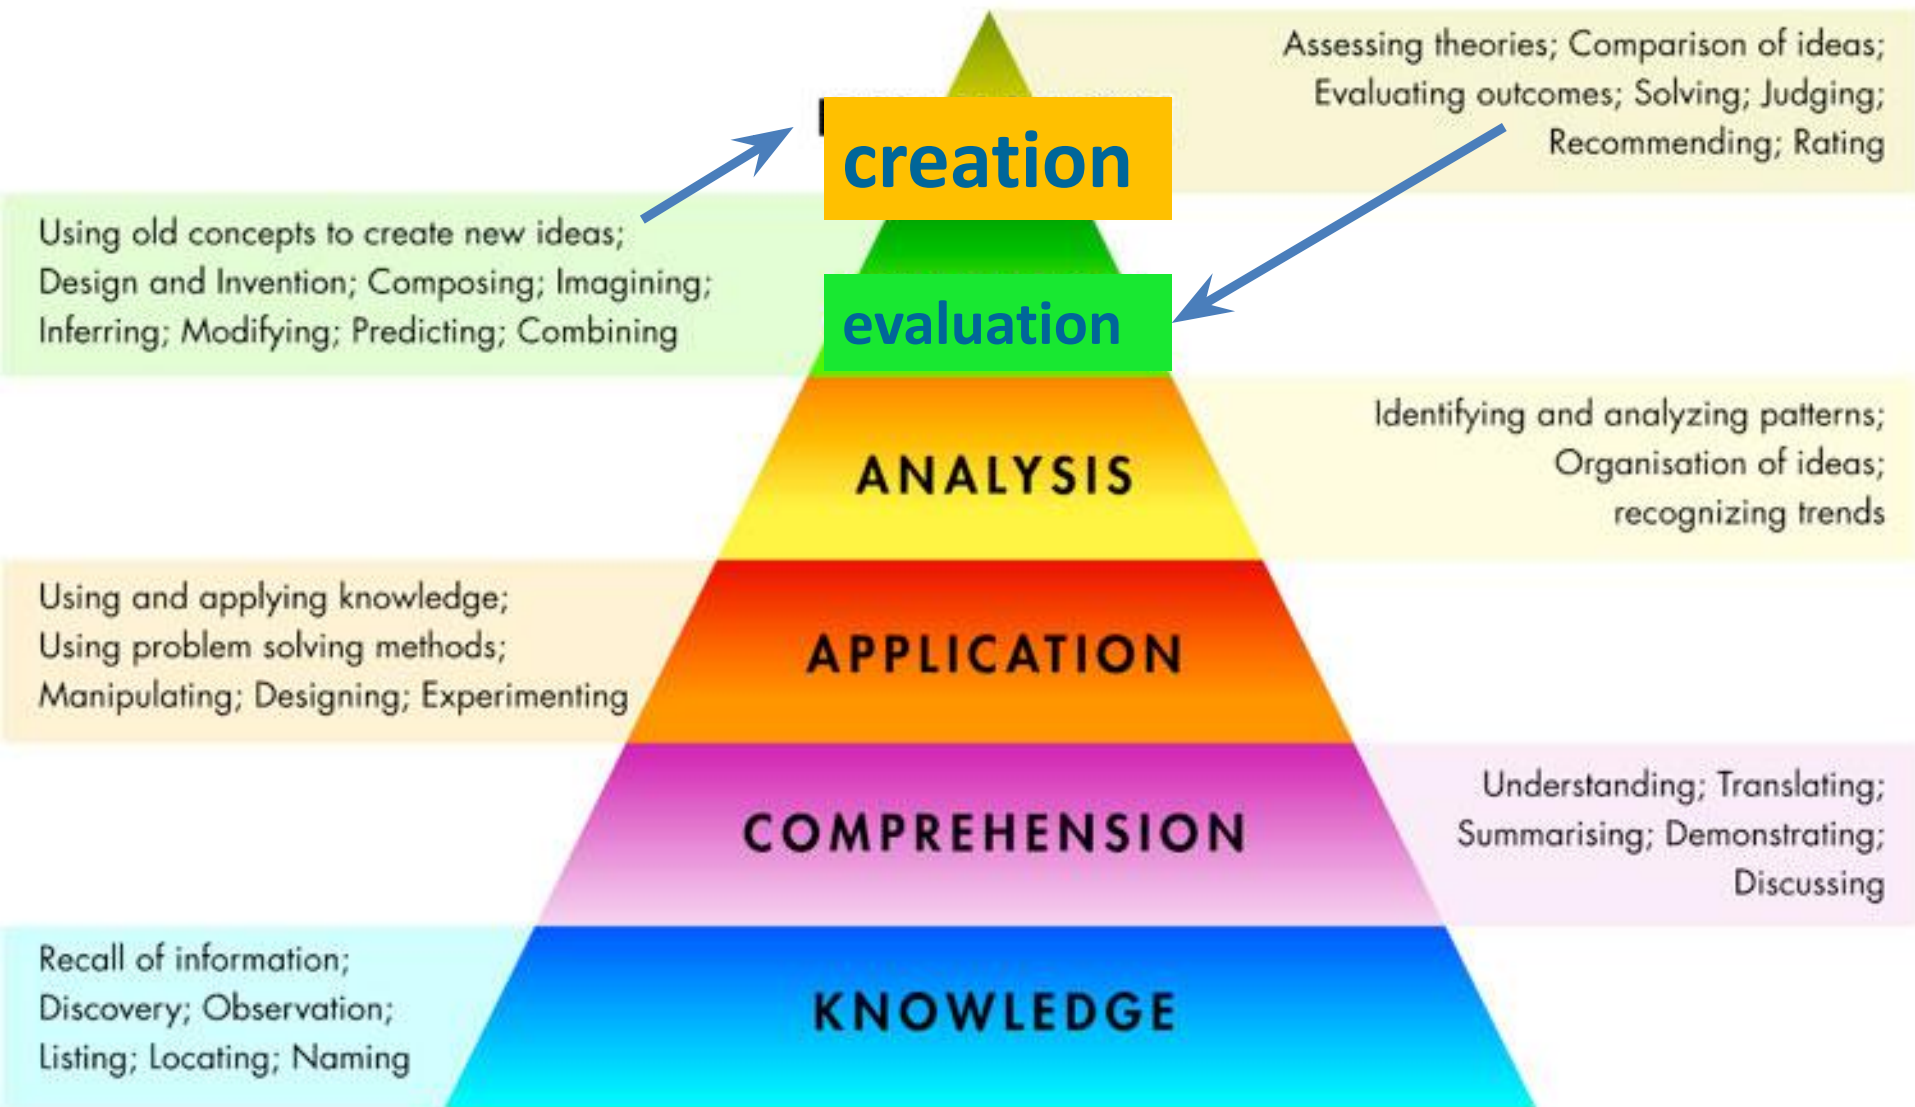 Assessing theories; Comparison of ideas;
Evaluating outcomes; Solving; Judging;
Recommending; Rating
creation
Using old concepts to create new ideas;
Design and Invention; Composing; Imagining;
Inferring; Modifying; Predicting; Combining
evaluation
Identifying and analyzing patterns;
Organisation of ideas;
recognizing trends
ANALYSIS
Using and applying knowledge;
Using problem solving methods;
Manipulating; Designing; Experimenting
APPLICATION
Understanding; Translating;
Summarising; Demonstrating;
Discussing
COMPREHENSION
Recall of information;
Discovery; Observation;
Listing; Locating; Naming
KNOWLEDGE